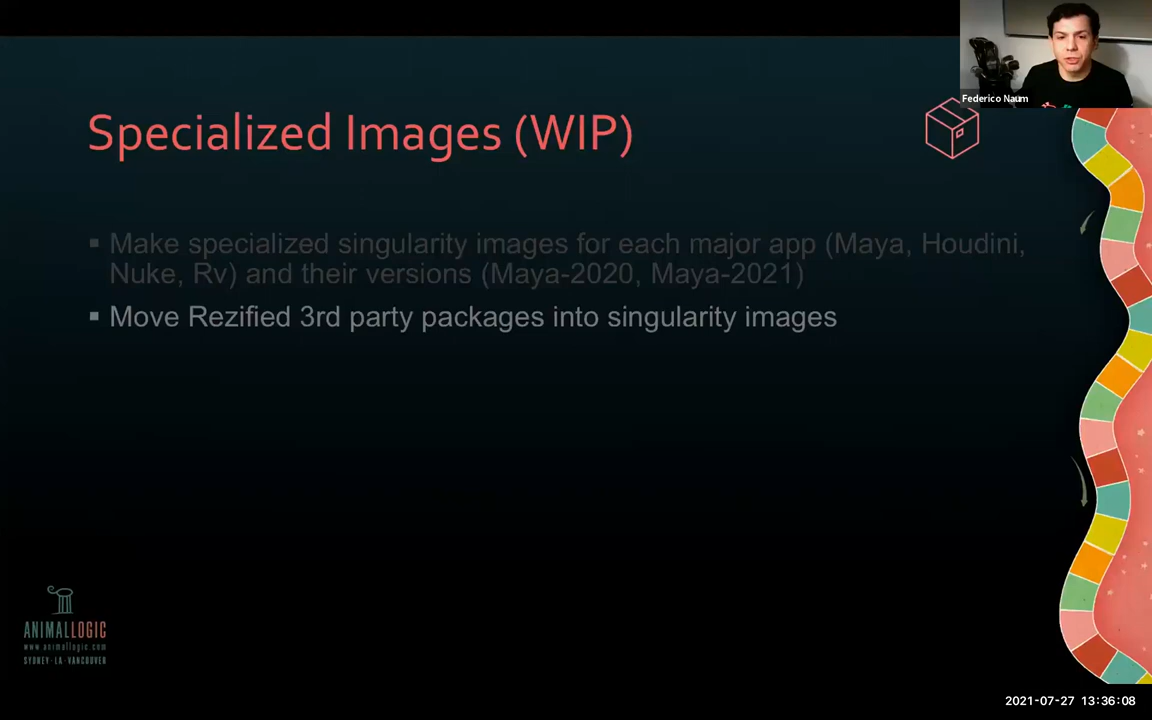 Federico Naum
Specialized Images (WIP)
▪ Make specialized singularity images for each major app (Maya, Houdini,
Nuke, Rv) and their versions (Maya-2020, Maya-2021)
▪ Move Rezified 3rd party packages into singularity images
ANIMALLOGIC
www.animallogic.com
SYDNEY-LA-VANCOUVER
2021-07-27 13:36:08